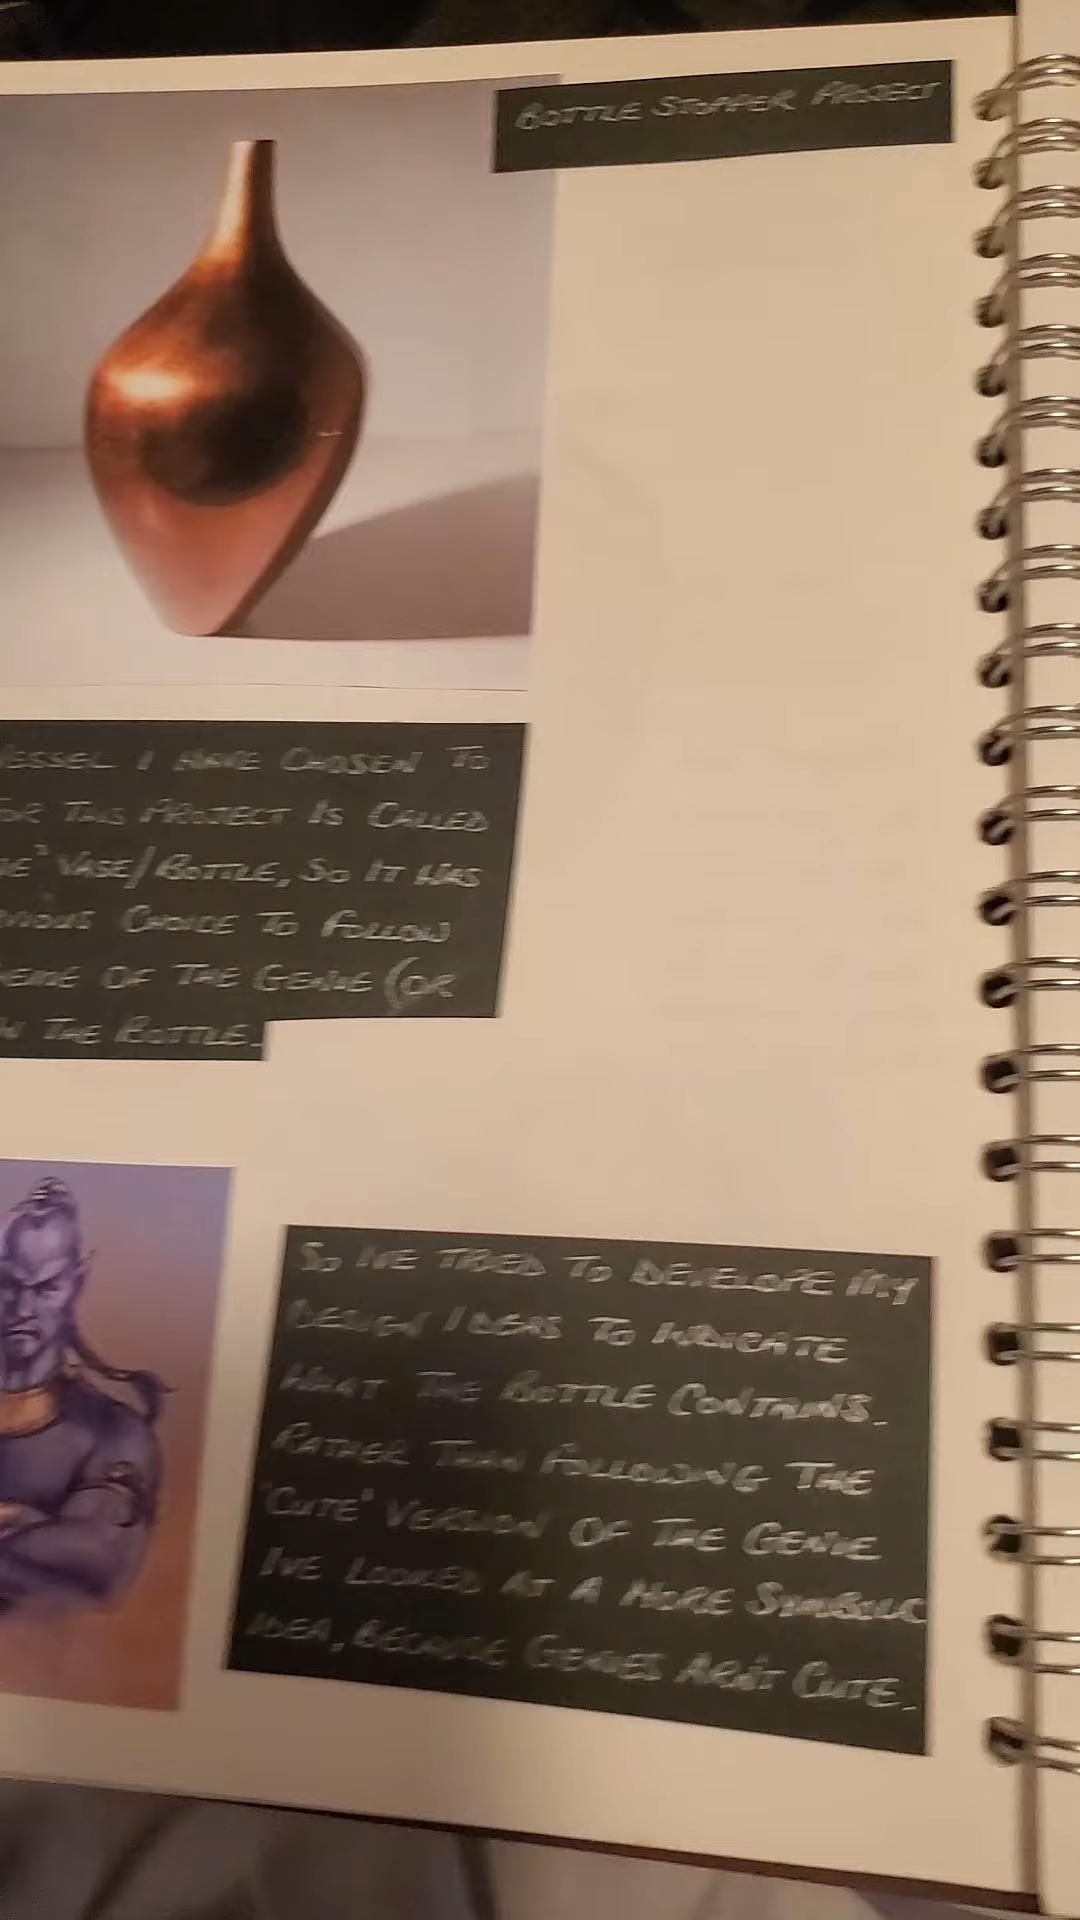 BOTTLE STOPPER PROJECT
VESSEL I HAVE CHOSEN TO
FOR THIS PROJECT IS CALLED
VASE/BOTTLE, SO IT WAS
CHOICE TO FOLLOW
OF THE GENIE (OR
THE BOTTLE.
SO I'VE TRIED TO DEVELOPE MY
DESIGN IDEAS TO INDICATE
WHAT THE BOTTLE CONTAINS.
RATHER THAN FOLLOWING THE
"CUTE" VERSION OF THE GENIE
I'VE LOOKED AT A MORE SYMBOLIC
IDEA, BECAUSE GENIES ARN'T CUTE.